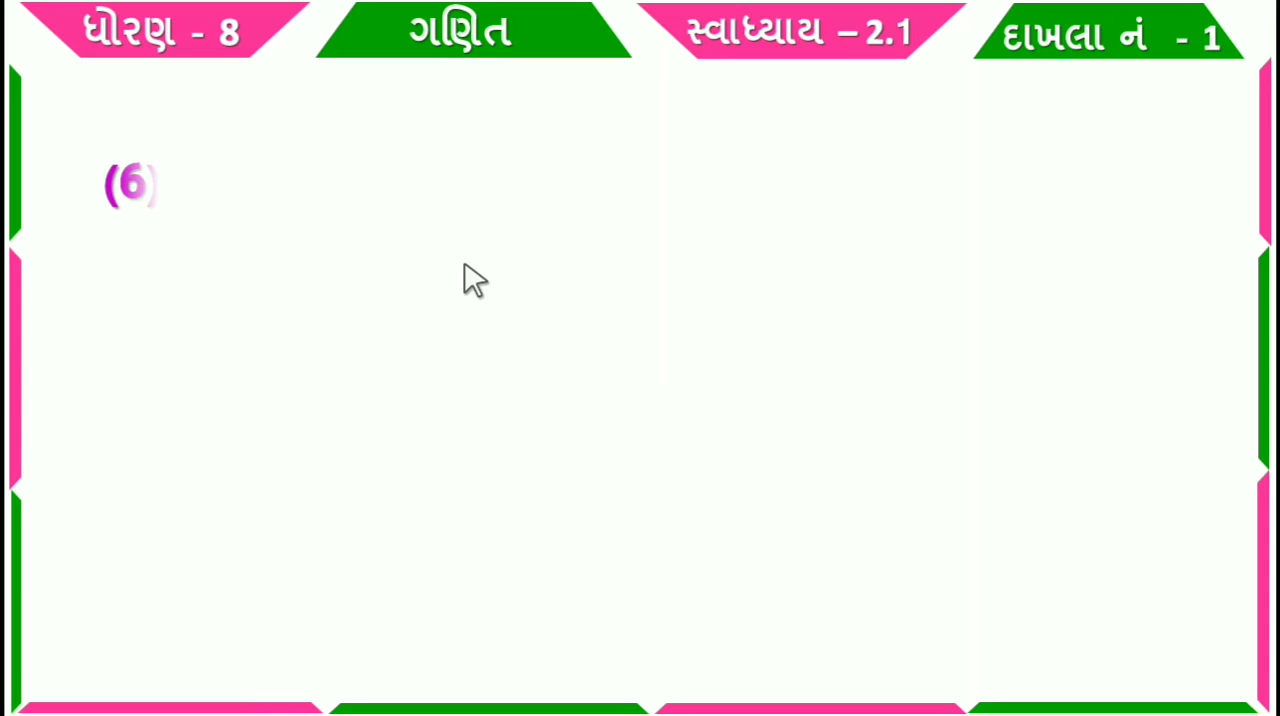 ધોરણ - 8
ગણિત
સ્વાધ્યાય – 2.1
દાખલા નં - 1
(6)